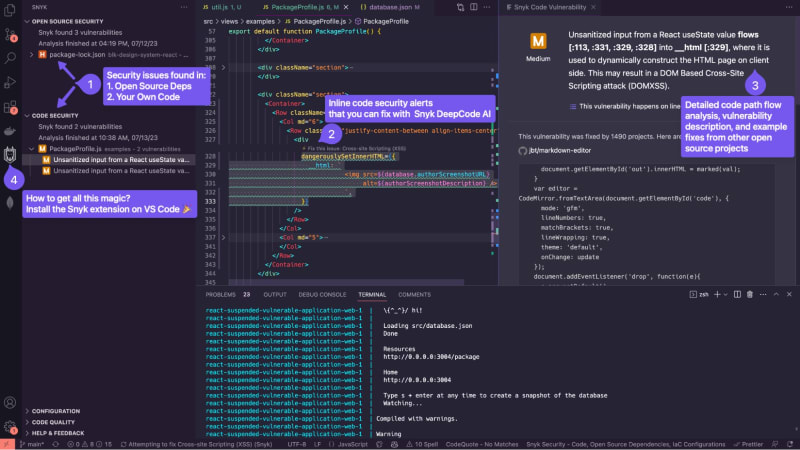 SNYK
OPEN SOURCE SECURITY
Snyk found 3 vulnerabilities
Analysis finished at 04:19 PM, 07/12/23
package-lock.json blk-design-system-react - ...
1
Security issues found in:
1. Open Source Deps
2. Your Own Code
CODE SECURITY
Snyk found 2 vulnerabilities
Analysis finished at 10:38 AM, 07/13/23
PackageProfile.js examples - 2 vulnerabilities
Unsanitized input from a React useState va...
Unsanitized input from a React useState va...
4
How to get all this magic?
Install the Snyk extension on VS Code 🎉
CONFIGURATION
CODE QUALITY
HELP & FEEDBACK
util.js 1, U
PackageProfile.js 6, M
database.json
src > views > examples > PackageProfile.js > PackageProfile
57 export default function PackageProfile() {
</Container>
</div>
308 <div className="section">
<div className="section">
<Container>
<Row className
<Col md="6">
<Row className="justify-content-between align-items-center
<div
Inline code security alerts
that you can fix with Snyk DeepCode AI
2
Fix this issue: Cross-site Scripting (XSS)
328 dangerouslySetInnerHTML={{
329 __html: `
330 <img src=${database.authorScreenshotURL}
331 alt=${authorScreenshotDescription} />
332 `,
333 }}
/>
</Row>
</Col>
337 <Col md="5">
</Col>
</Row>
344 </Container>
345 </div>
Snyk Code Vulnerability
M
Medium
Unsanitized input from a React useState value flows
[:113, :331, :329, :328] into __html [:329], where it is
used to dynamically construct the HTML page on client
side. This may result in a DOM Based Cross-Site
Scripting attack (DOMXSS).
This vulnerability happens on line
3
Detailed code path flow
analysis, vulnerability
description, and example
fixes from other open
source projects
This vulnerability was fixed by 1490 projects. Here are
jbt/markdown-editor
document.getElementById('out').innerHTML = marked(val);
}
var editor =
CodeMirror.fromTextArea(document.getElementById('code'), {
mode: 'gfm',
lineNumbers: true,
matchBrackets: true,
lineWrapping: true,
theme: 'default',
onChange: update
});
document.addEventListener('drop', function(e){
PROBLEMS 23 OUTPUT DEBUG CONSOLE TERMINAL COMMENTS
zsh
react-suspended-vulnerable-application-web-1 | \{^_^}/ hi!
react-suspended-vulnerable-application-web-1 |
react-suspended-vulnerable-application-web-1 | Loading src/database.json
react-suspended-vulnerable-application-web-1 | Done
react-suspended-vulnerable-application-web-1 |
react-suspended-vulnerable-application-web-1 | Resources
react-suspended-vulnerable-application-web-1 | http://0.0.0.0:3004/package
react-suspended-vulnerable-application-web-1 |
react-suspended-vulnerable-application-web-1 | Home
react-suspended-vulnerable-application-web-1 | http://0.0.0.0:3004
react-suspended-vulnerable-application-web-1 |
react-suspended-vulnerable-application-web-1 | Type s + enter at any time to create a snapshot of the database
react-suspended-vulnerable-application-web-1 | Watching...
react-suspended-vulnerable-application-web-1 |
react-suspended-vulnerable-application-web-1 | Compiled with warnings.
react-suspended-vulnerable-application-web-1 |
react-suspended-vulnerable-application-web-1 | Warning
main* 0 8 15 Attempting to fix Cross-site Scripting (XSS) (Snyk) UTF-8 LF {} JavaScript 10 Spell CodeQuote - No Matches Snyk Security - Code, Open Source Dependencies, IaC Configurations Prettier